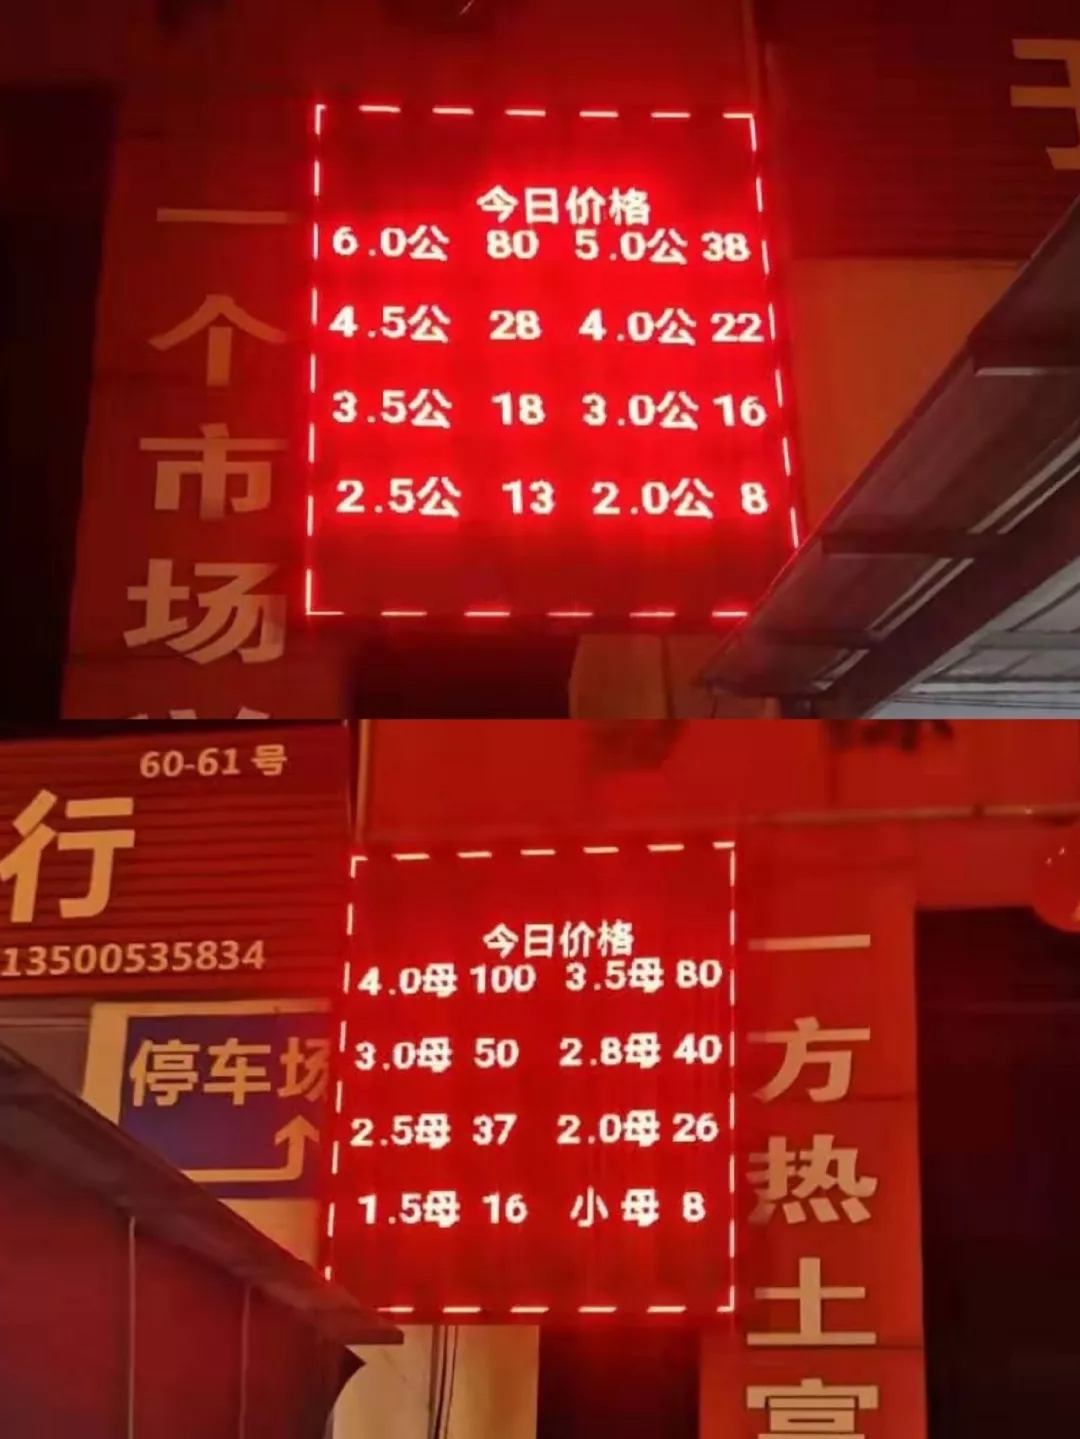 今日价格
6.0公 80 5.0公 38
4.5公 28 4.0公 22
3.5公 18 3.0公 16
2.5公 13 2.0公 8
一个市场
60-61号
行
13500535834
停车场
今日价格
4.0母 100 3.5母 80
3.0母 50 2.8母 40
2.5母 37 2.0母 26
1.5母 16 小母 8
一方热土富